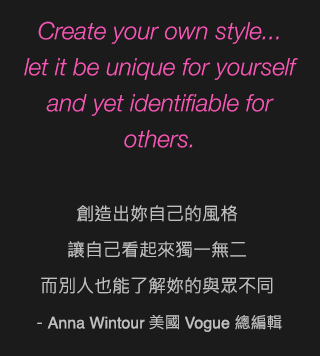 Create your own style...
let it be unique for yourself
and yet identifiable for
others.
創造出妳自己的風格
讓自己看起來獨一無二
而別人也能了解妳的與眾不同
- Anna Wintour 美國 Vogue 總編輯